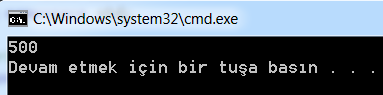 C:\Windows\system32\cmd.exe
500
Devam etmek için bir tuşa basın . . .